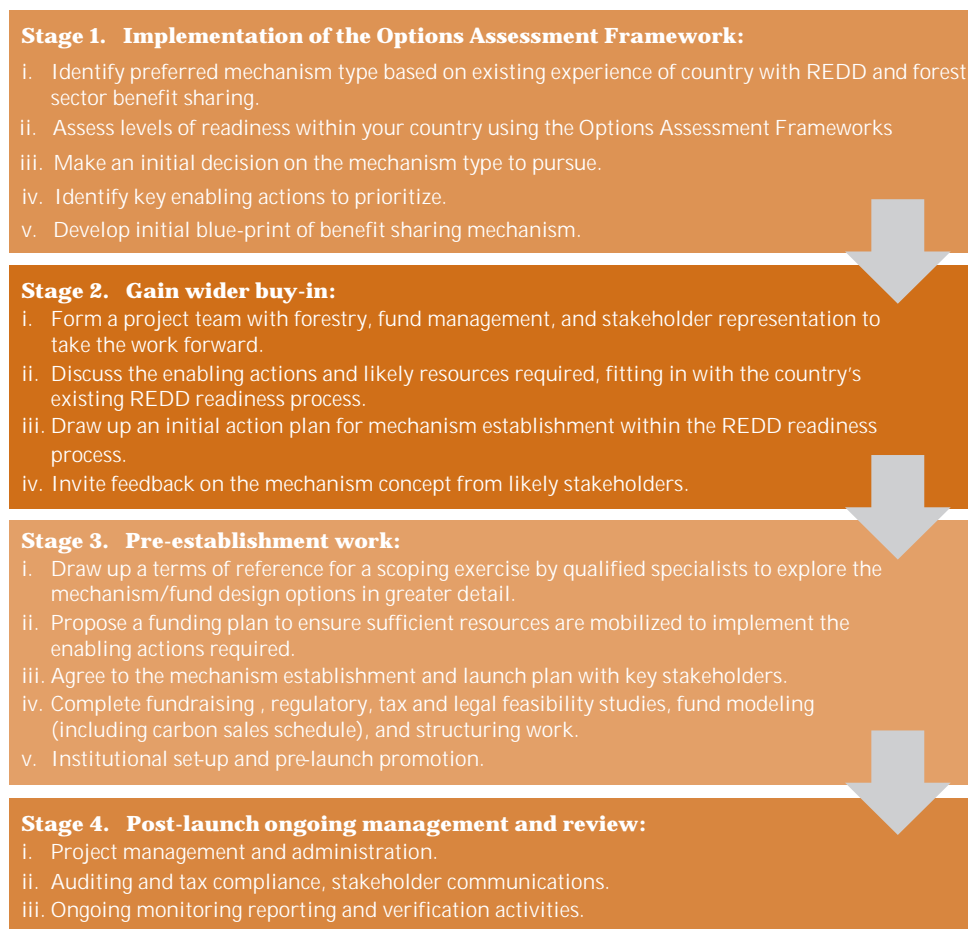 Stage 1. Implementation of the Options Assessment Framework:
i. Identify preferred mechanism type based on existing experience of country with REDD and forest
sector benefit sharing.
ii. Assess levels of readiness within your country using the Options Assessment Frameworks
iii. Make an initial decision on the mechanism type to pursue.
iv. Identify key enabling actions to prioritize.
v. Develop initial blue-print of benefit sharing mechanism.
Stage 2. Gain wider buy-in:
i. Form a project team with forestry, fund management, and stakeholder representation to
take the work forward.
ii. Discuss the enabling actions and likely resources required, fitting in with the country's
existing REDD readiness process.
iii. Draw up an initial action plan for mechanism establishment within the REDD readiness
process.
iv. Invite feedback on the mechanism concept from likely stakeholders.
Stage 3. Pre-establishment work:
i. Draw up a terms of reference for a scoping exercise by qualified specialists to explore the
mechanism/fund design options in greater detail.
ii. Propose a funding plan to ensure sufficient resources are mobilized to implement the
enabling actions required.
iii. Agree to the mechanism establishment and launch plan with key stakeholders.
iv. Complete fundraising , regulatory, tax and legal feasibility studies, fund modeling
(including carbon sales schedule), and structuring work.
v. Institutional set-up and pre-launch promotion.
Stage 4. Post-launch ongoing management and review:
i. Project management and administration.
ii. Auditing and tax compliance, stakeholder communications.
iii. Ongoing monitoring reporting and verification activities.